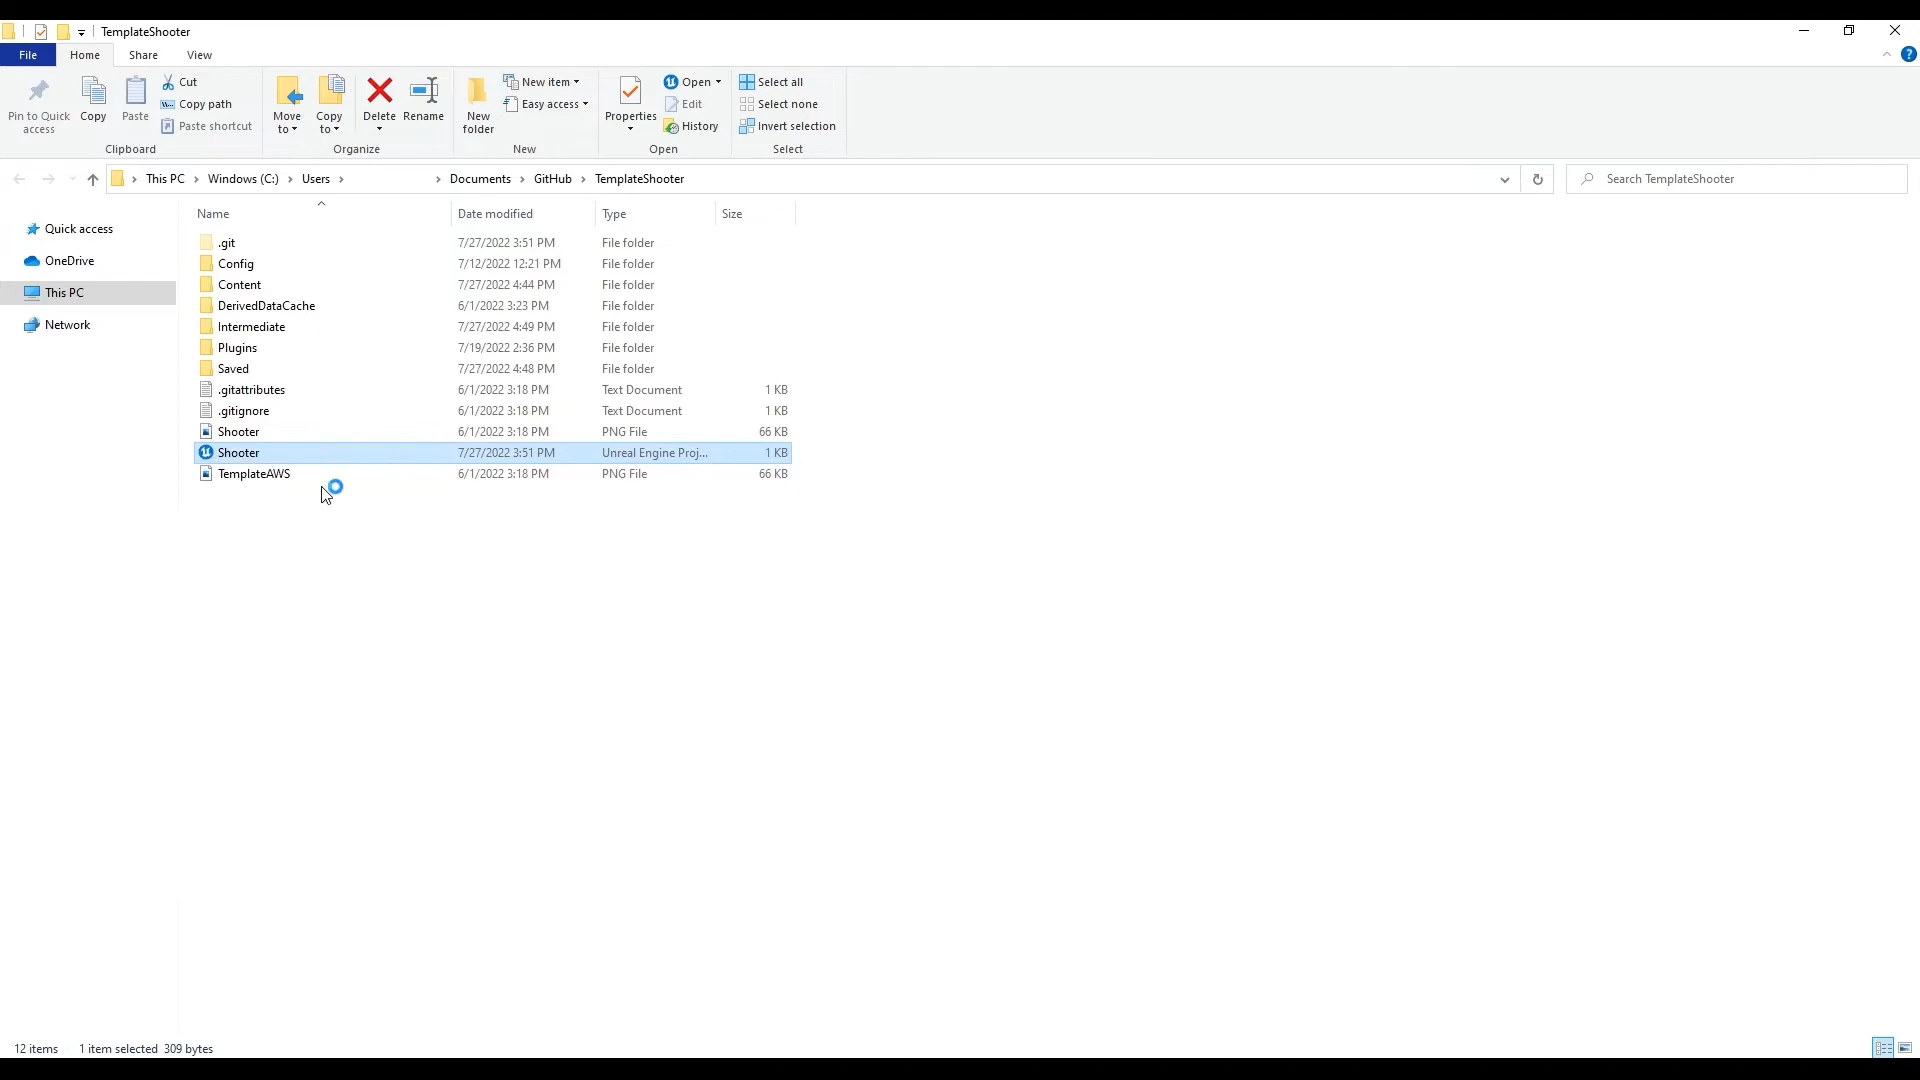 TemplateShooter
File Home Share View
Pin to Quick access
Copy
Paste
Cut
Copy path
Paste shortcut
Clipboard
Move to
Copy to
Delete
Rename
Organize
New folder
New item
Easy access
New
Properties
Open
Edit
History
Open
Select all
Select none
Invert selection
Select
This PC Windows (C:) Users Documents GitHub TemplateShooter
Search TemplateShooter
Quick access
OneDrive
This PC
Network
Name Date modified Type Size
.git 7/27/2022 3:51 PM File folder
Config 7/12/2022 12:21 PM File folder
Content 7/27/2022 4:44 PM File folder
DerivedDataCache 6/1/2022 3:23 PM File folder
Intermediate 7/27/2022 4:49 PM File folder
Plugins 7/19/2022 2:36 PM File folder
Saved 7/27/2022 4:48 PM File folder
.gitattributes 6/1/2022 3:18 PM Text Document 1 KB
.gitignore 6/1/2022 3:18 PM Text Document 1 KB
Shooter 6/1/2022 3:18 PM PNG File 66 KB
Shooter 7/27/2022 3:51 PM Unreal Engine Proj... 1 KB
TemplateAWS 6/1/2022 3:18 PM PNG File 66 KB
12 items 1 item selected 309 bytes